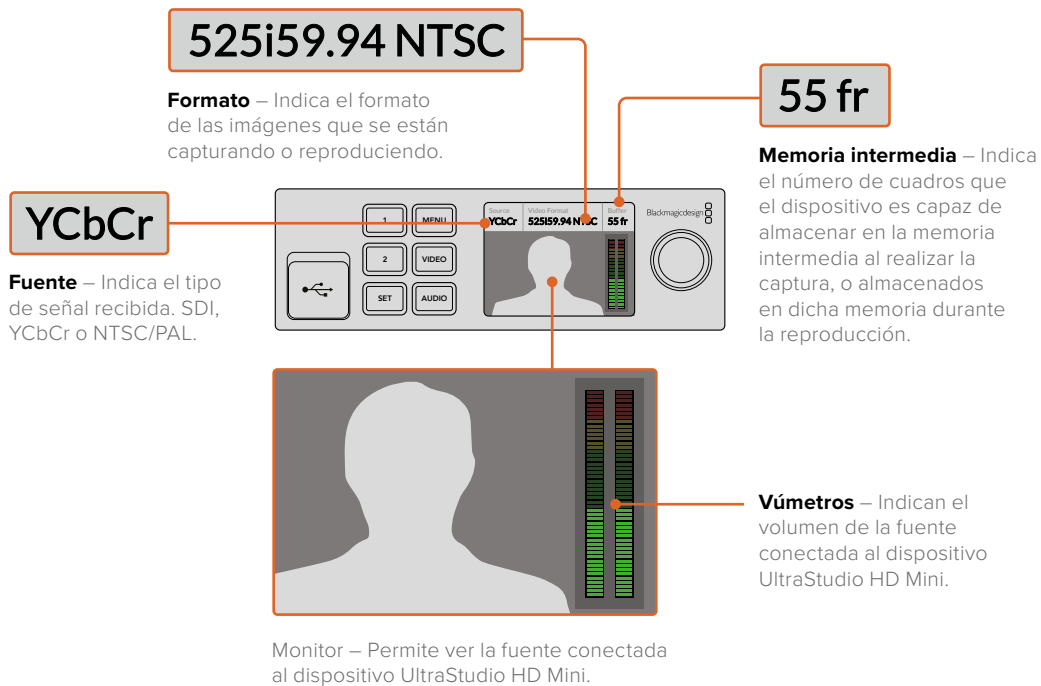 525i59.94 NTSC
Formato – Indica el formato
de las imágenes que se están
capturando o reproduciendo.
55 fr
Memoria intermedia – Indica
el número de cuadros que
el dispositivo es capaz de
almacenar en la memoria
intermedia al realizar la
captura, o almacenados
en dicha memoria durante
la reproducción.
YCbCr
Fuente – Indica el tipo
de señal recibida. SDI,
YCbCr o NTSC/PAL.
1
MENU
2
VIDEO
SET
AUDIO
Source
YCbCr
Video Format
525i59.94 NTSC
Buffer
55 fr
Blackmagicdesign
Vúmetros – Indican el
volumen de la fuente
conectada al dispositivo
UltraStudio HD Mini.
Monitor – Permite ver la fuente conectada
al dispositivo UltraStudio HD Mini.